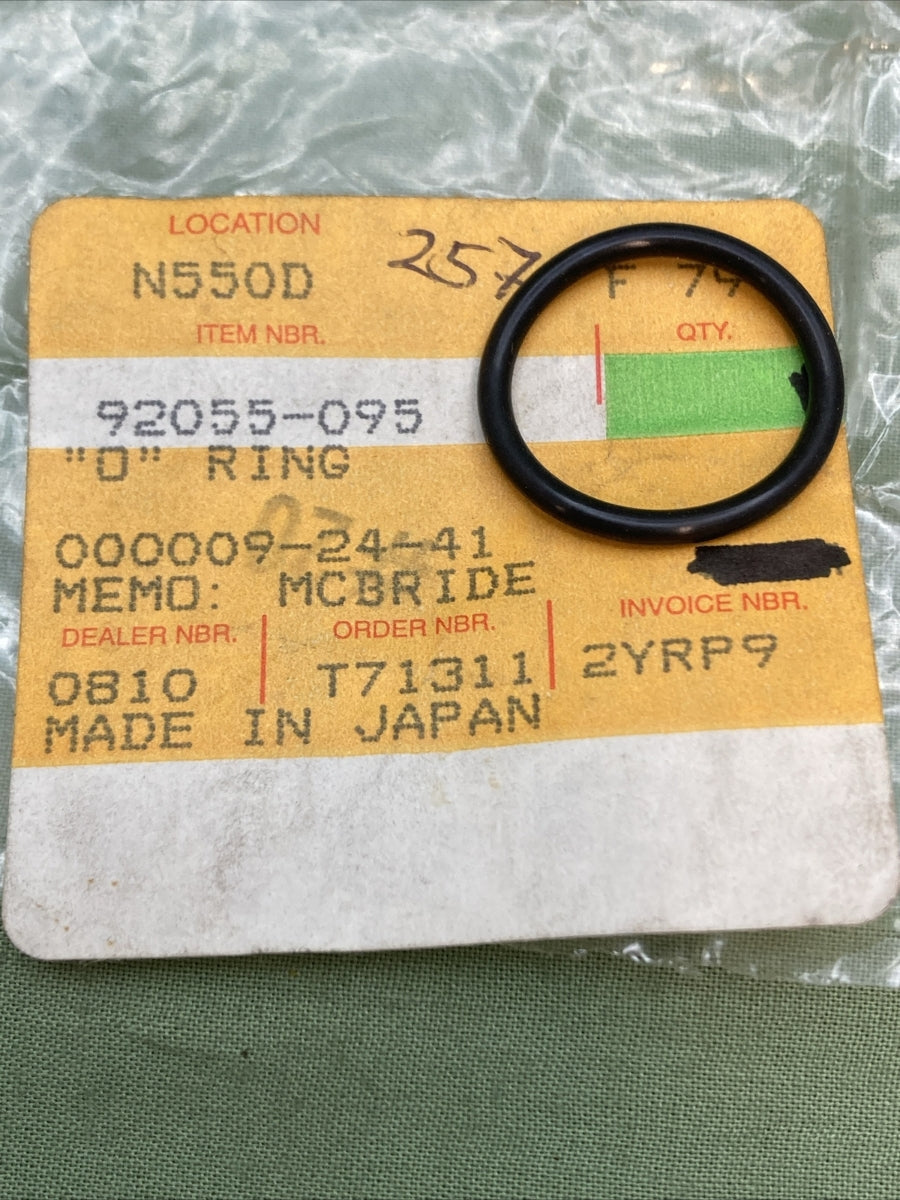 LOCATION
N550D 257 F 74
ITEM NBR. QTY.
92055-095
"O" RING
000009-24-41
MEMO: MCBRIDE
DEALER NBR. ORDER NBR. INVOICE NBR.
0810 T71311 2YRP9
MADE IN JAPAN